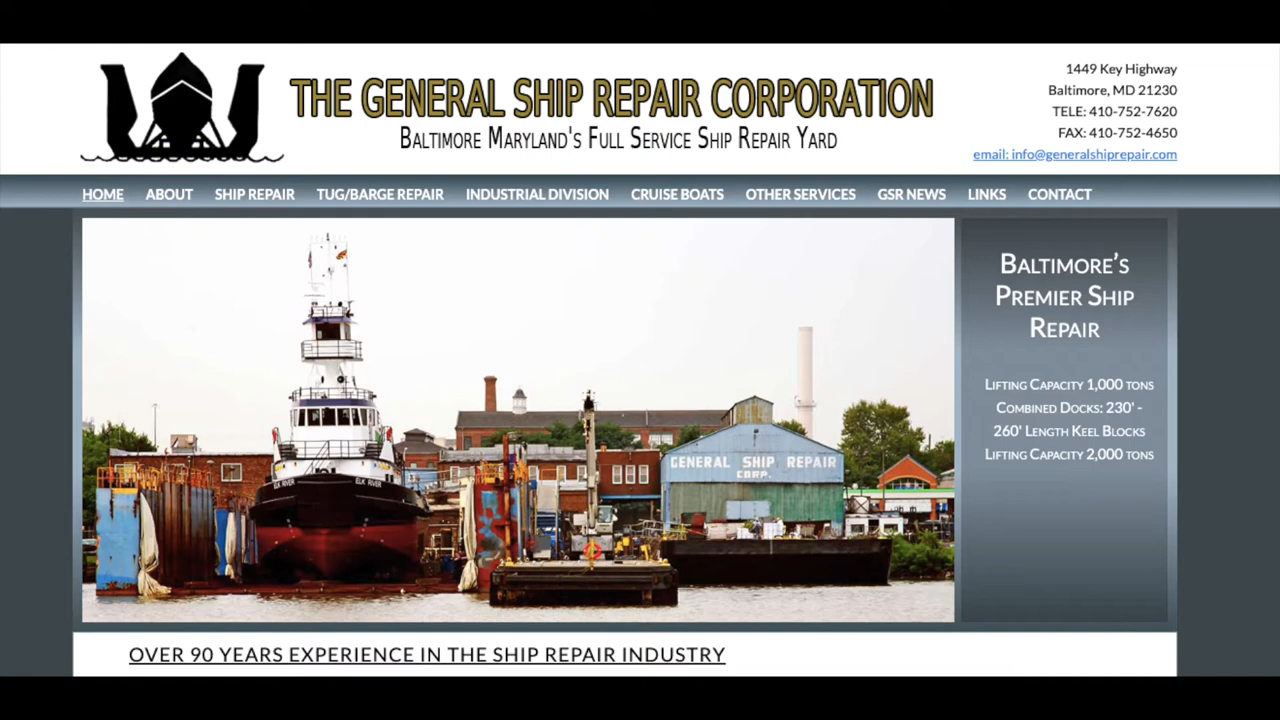 THE GENERAL SHIP REPAIR CORPORATION
BALTIMORE MARYLAND'S FULL SERVICE SHIP REPAIR YARD
1449 Key Highway
Baltimore, MD 21230
TELE: 410-752-7620
FAX: 410-752-4650
email: info@generalshiprepair.com
HOME ABOUT SHIP REPAIR TUG/BARGE REPAIR INDUSTRIAL DIVISION CRUISE BOATS OTHER SERVICES GSR NEWS LINKS CONTACT
ELK RIVER ELK RIVER
GENERAL SHIP REPAIR
CORP.
BALTIMORE'S
PREMIER SHIP
REPAIR
LIFTING CAPACITY 1,000 TONS
COMBINED DOCKS: 230' -
260' LENGTH KEEL BLOCKS
LIFTING CAPACITY 2,000 TONS
OVER 90 YEARS EXPERIENCE IN THE SHIP REPAIR INDUSTRY